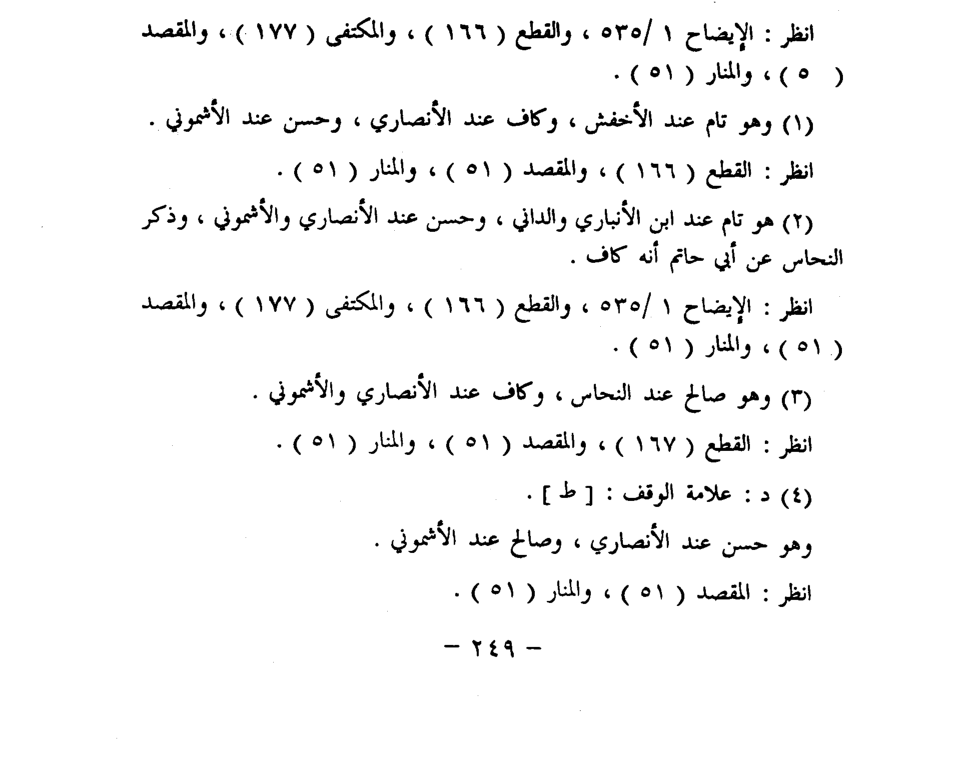 انظر : الإيضاح ١ /٥٣٥ ، والقطع ( ١٦٦ ) ، والمكتفى ( ١٧٧ ) ، والمقصد
( ٥ ) ، والمنار ( ٥١ ) .
(١) وهو تام عند الأخفش ، وكاف عند الأنصاري ، وحسن عند الأشموني .
انظر : القطع ( ١٦٦ ) ، والمقصد ( ٥١ ) ، والمنار ( ٥١ ) .
(٢) هو تام عند ابن الأنباري والداني ، وحسن عند الأنصاري والأشموني ، وذكر
النحاس عن أبي حاتم أنه كاف .
انظر : الإيضاح ١ /٥٣٥ ، والقطع ( ١٦٦ ) ، والمكتفى ( ١٧٧ ) ، والمقصد
( ٥١ ) ، والمنار ( ٥١ ) .
(٣) وهو صالح عند النحاس ، وكاف عند الأنصاري والأشموني .
انظر : القطع ( ١٦٧ ) ، والمقصد ( ٥١ ) ، والمنار ( ٥١ ) .
(٤) د : علامة الوقف : [ ط ] .
وهو حسن عند الأنصاري ، وصالح عند الأشموني .
انظر : المقصد ( ٥١ ) ، والمنار ( ٥١ ) .
– ٢٤٩ –